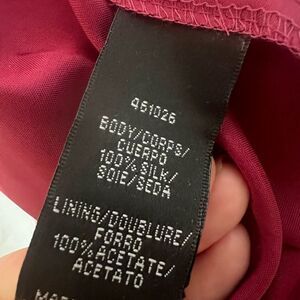 461026
BODY/CORPS/
CUERPO
100% SILK/
SOIE/SEDA
LINING/DOUBLURE/
FORRO
100% ACETATE/
ACETATO